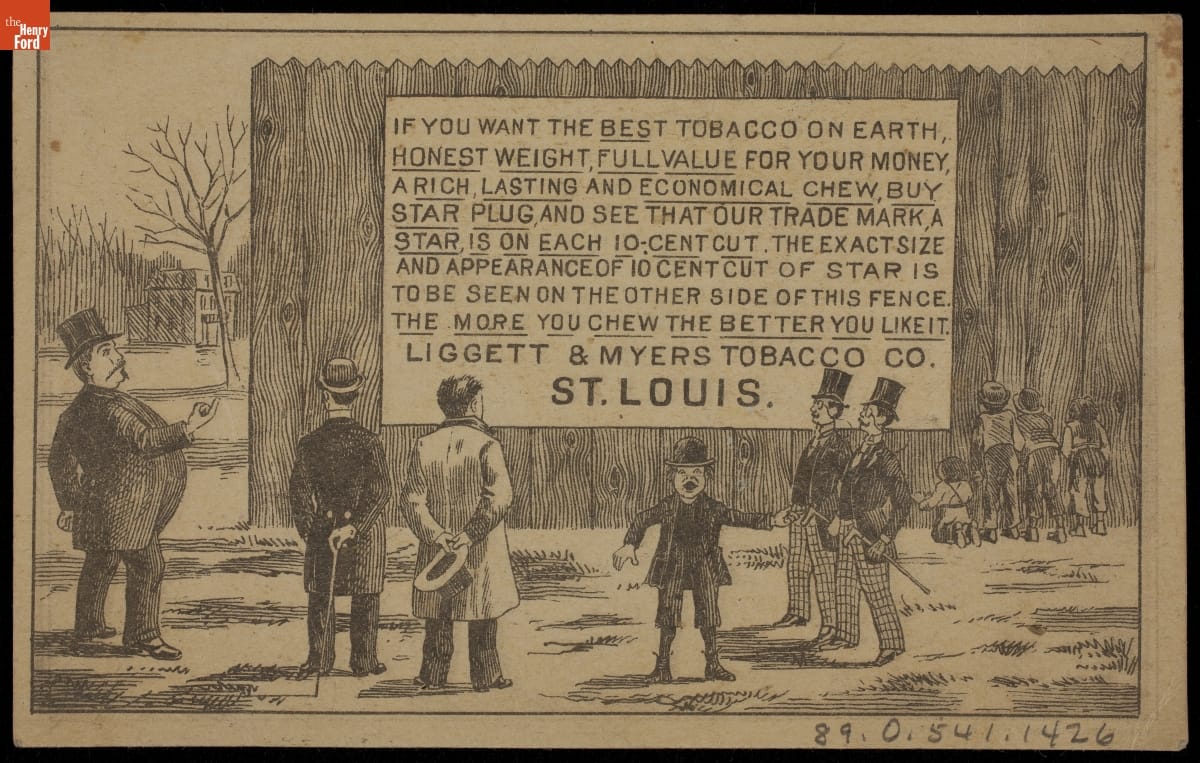 the
Henry
Ford
IF YOU WANT THE BEST TOBACCO ON EARTH,
HONEST WEIGHT, FULL VALUE FOR YOUR MONEY,
A RICH, LASTING AND ECONOMICAL CHEW, BUY
STAR PLUG, AND SEE THAT OUR TRADE MARK, A
STAR, IS ON EACH 10-CENT CUT. THE EXACT SIZE
AND APPEARANCE OF 10 CENT CUT OF STAR IS
TO BE SEEN ON THE OTHER SIDE OF THIS FENCE.
THE MORE YOU CHEW THE BETTER YOU LIKE IT.
LIGGETT & MYERS TOBACCO CO.
ST. LOUIS.
89.0.541.1426